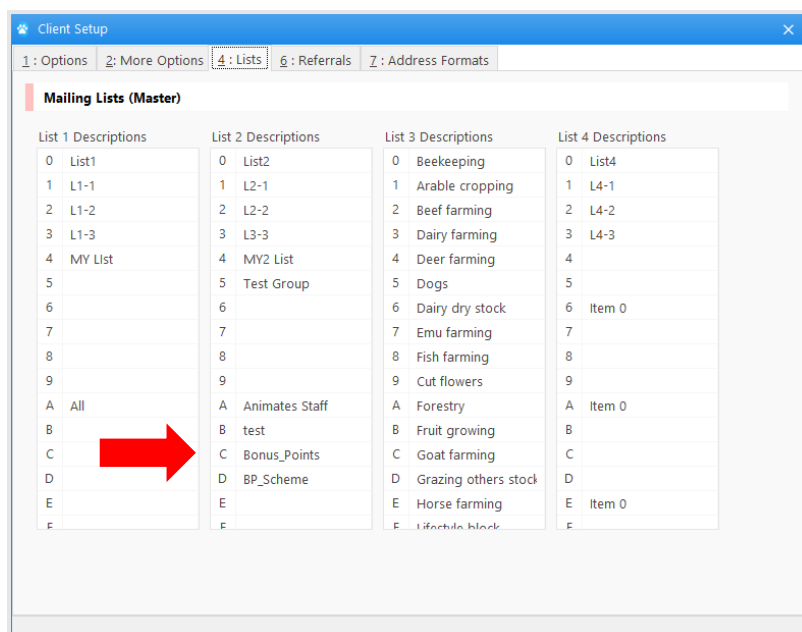 Client Setup
1 : Options 2: More Options 4 : Lists 6 : Referrals 7 : Address Formats
Mailing Lists (Master)
List 1 Descriptions List 2 Descriptions List 3 Descriptions List 4 Descriptions
0 List1 0 List2 0 Beekeeping 0 List4
1 L1-1 1 L2-1 1 Arable cropping 1 L4-1
2 L1-2 2 L2-2 2 Beef farming 2 L4-2
3 L1-3 3 L3-3 3 Dairy farming 3 L4-3
4 MY LIst 4 MY2 List 4 Deer farming 4
5 5 Test Group 5 Dogs 5
6 6 6 Dairy dry stock 6 Item 0
7 7 7 Emu farming 7
8 8 8 Fish farming 8
9 9 9 Cut flowers 9
A All A Animates Staff A Forestry A Item 0
B B test B Fruit growing B
C C Bonus_Points C Goat farming C
D D BP_Scheme D Grazing others stock D
E E E Horse farming E Item 0
F F F Lifestyle block F